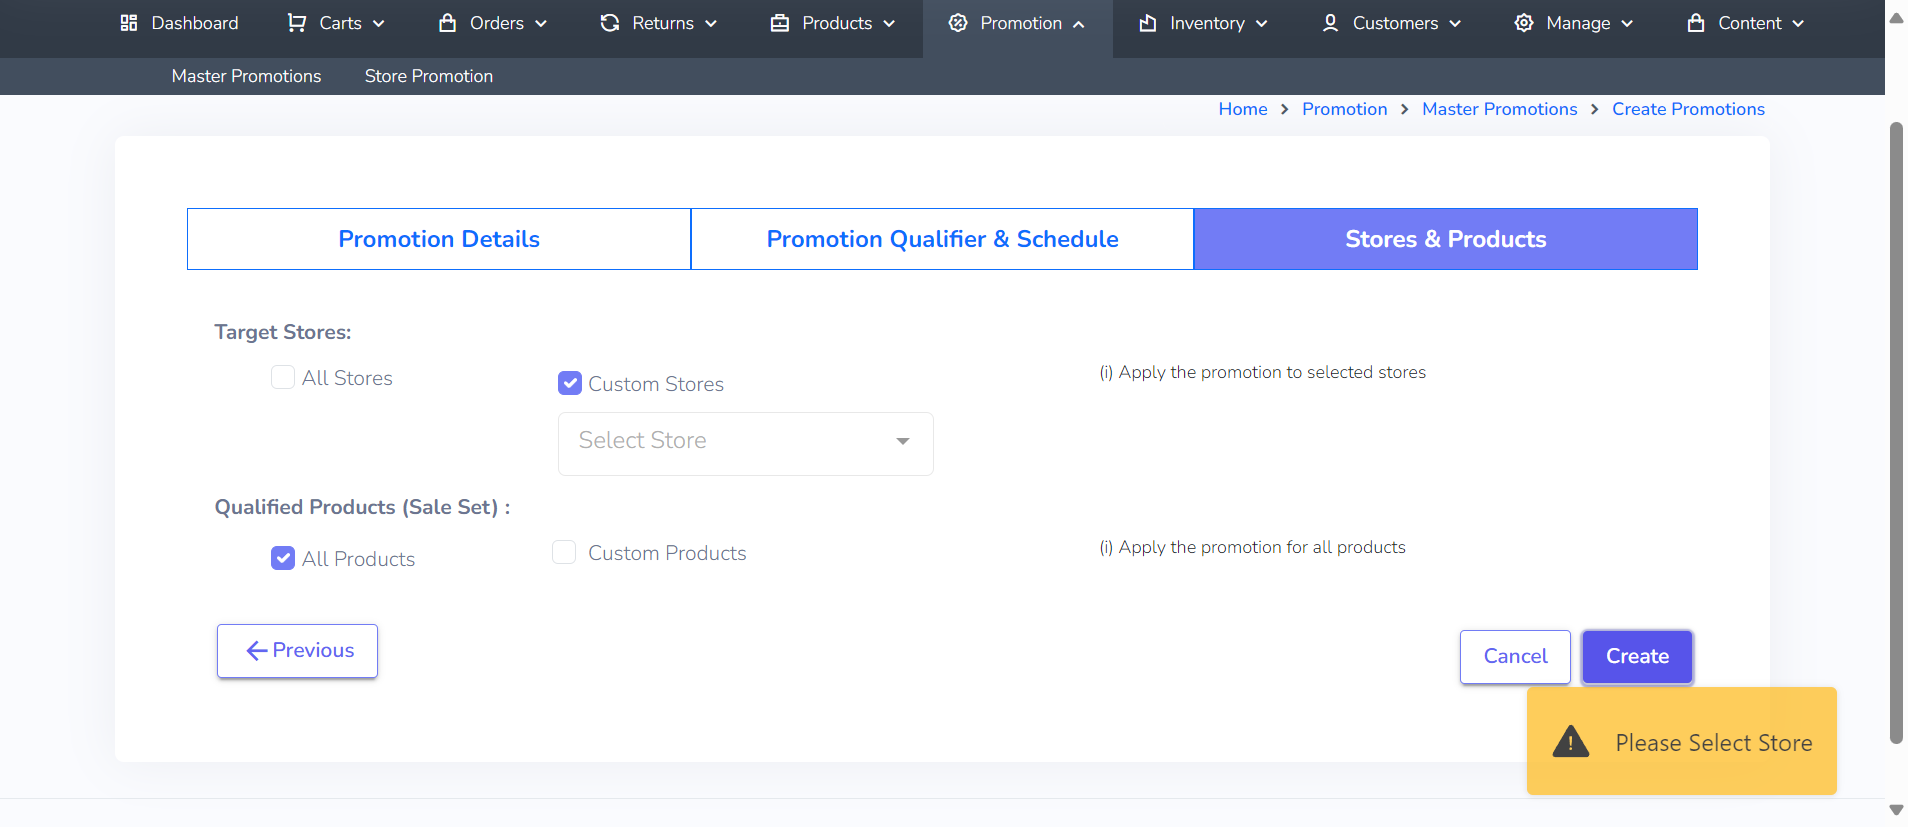 Dashboard Carts Orders Returns Products Promotion Inventory Customers Manage Content
Master Promotions Store Promotion
Home > Promotion > Master Promotions > Create Promotions
Promotion Details Promotion Qualifier & Schedule Stores & Products
Target Stores:
All Stores Custom Stores (i) Apply the promotion to selected stores
Select Store
Qualified Products (Sale Set) :
All Products Custom Products (i) Apply the promotion for all products
Previous Cancel Create
Please Select Store